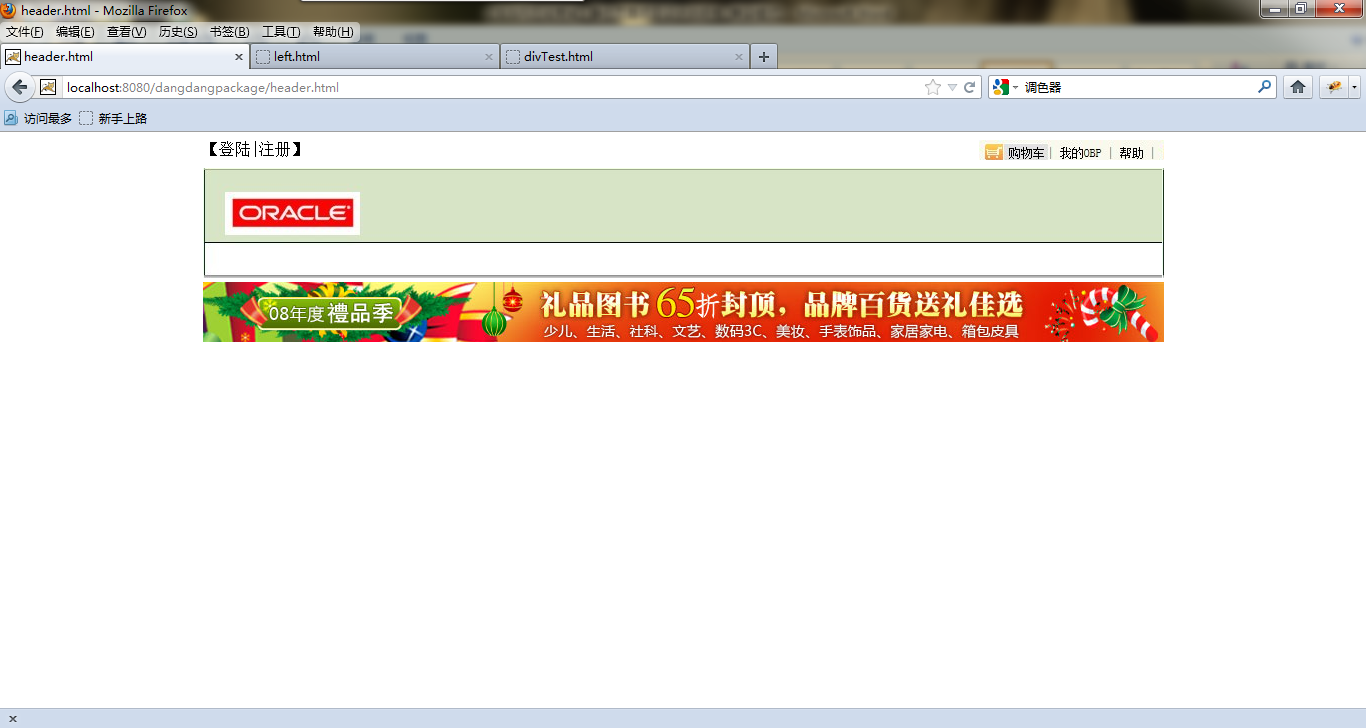 header.html - Mozilla Firefox
文件(F) 编辑(E) 查看(V) 历史(S) 书签(B) 工具(T) 帮助(H)
header.html left.html divTest.html
localhost:8080/dangdangpackage/header.html 调色器
访问最多 新手上路
【登陆|注册】 购物车| 我的OBP | 帮助 |
ORACLE
08年度禮品季 礼品图书 65折封顶，品牌百货送礼佳选
少儿、生活、社科、文艺、数码3C、美妆、手表饰品、家居家电、箱包皮具